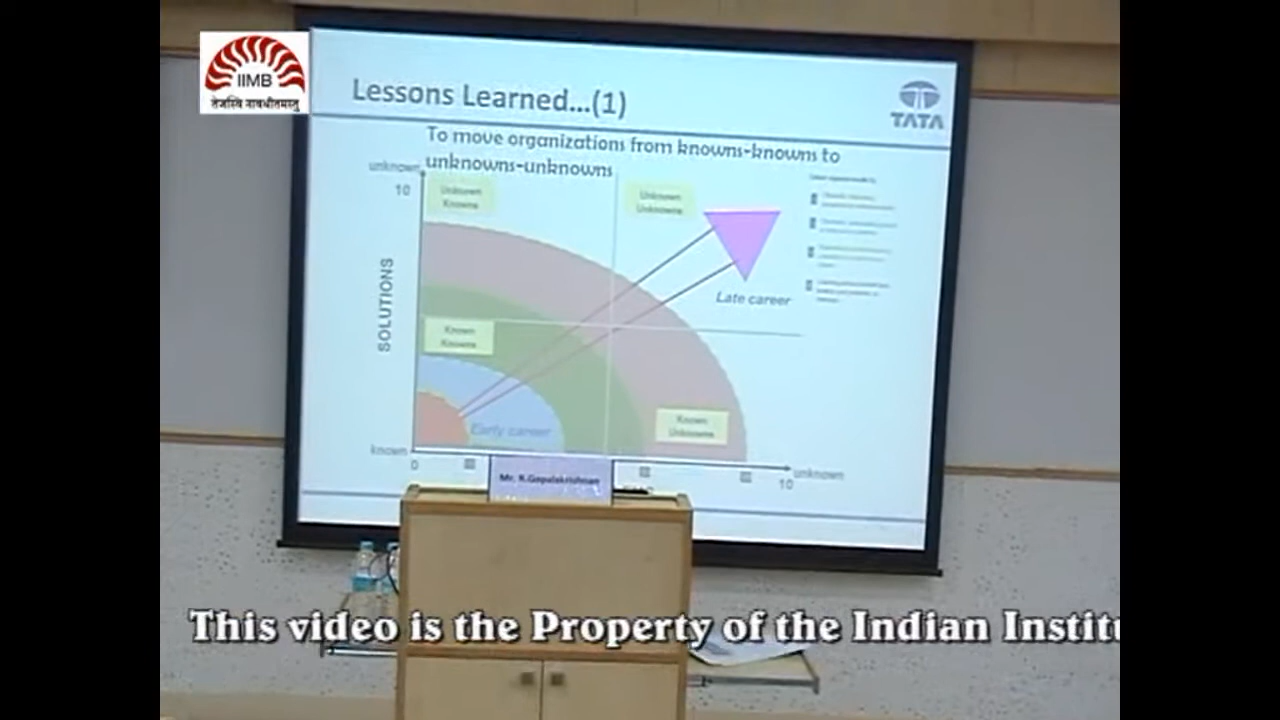 IIMB
तेजस्वि नावधीतमस्तु
Lessons Learned...(1)
TATA
To move organizations from knowns-knowns to
unknowns-unknowns
unknown
10
Unknown
Knowns
Unknown
Unknowns
SOLUTIONS
Late career
Known
Knowns
Early career
Known
Unknowns
known
0
10
unknown
Mr. R.Gopalakrishnan
This video is the Property of the Indian Institu